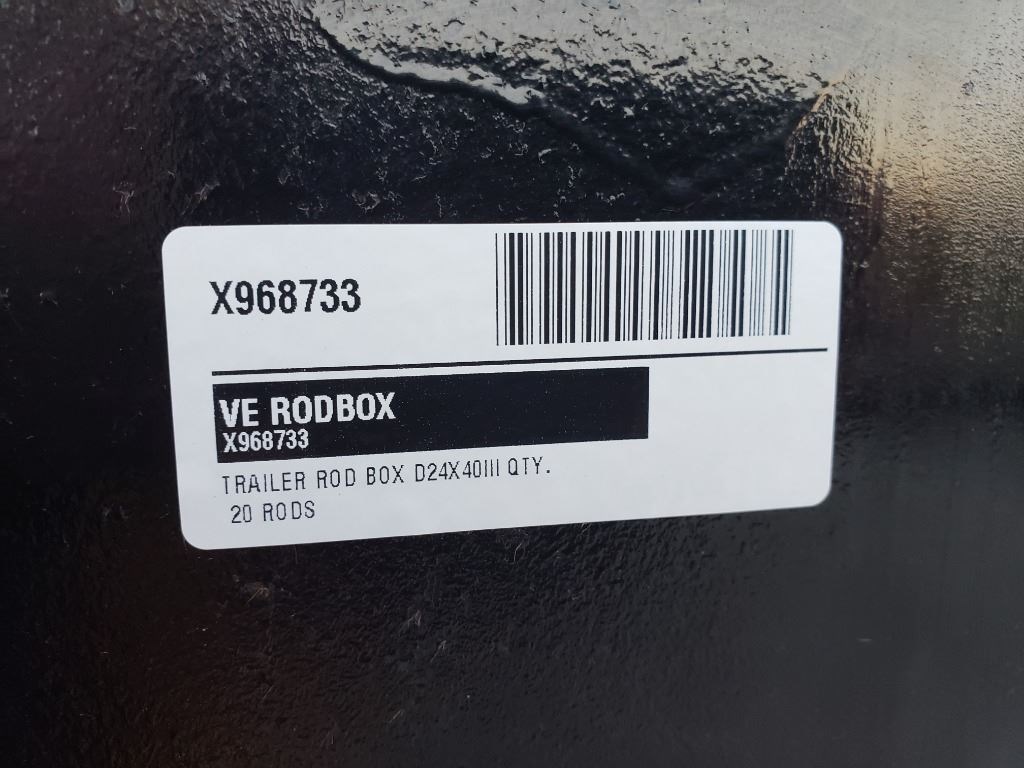 X968733
VE RODBOX
X968733
TRAILER ROD BOX D24X40III QTY.
20 RODS